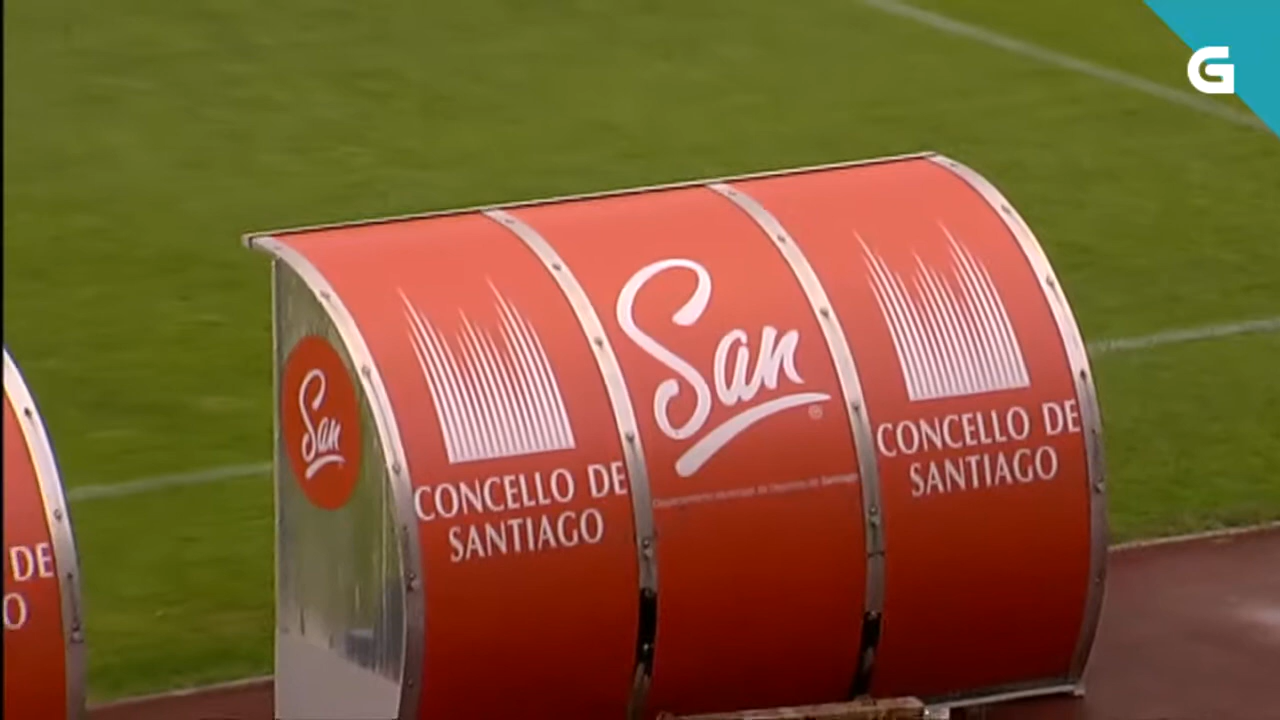 G
San
CONCELLO DE
SANTIAGO
San
®
CONCELLO DE
SANTIAGO
DE
O